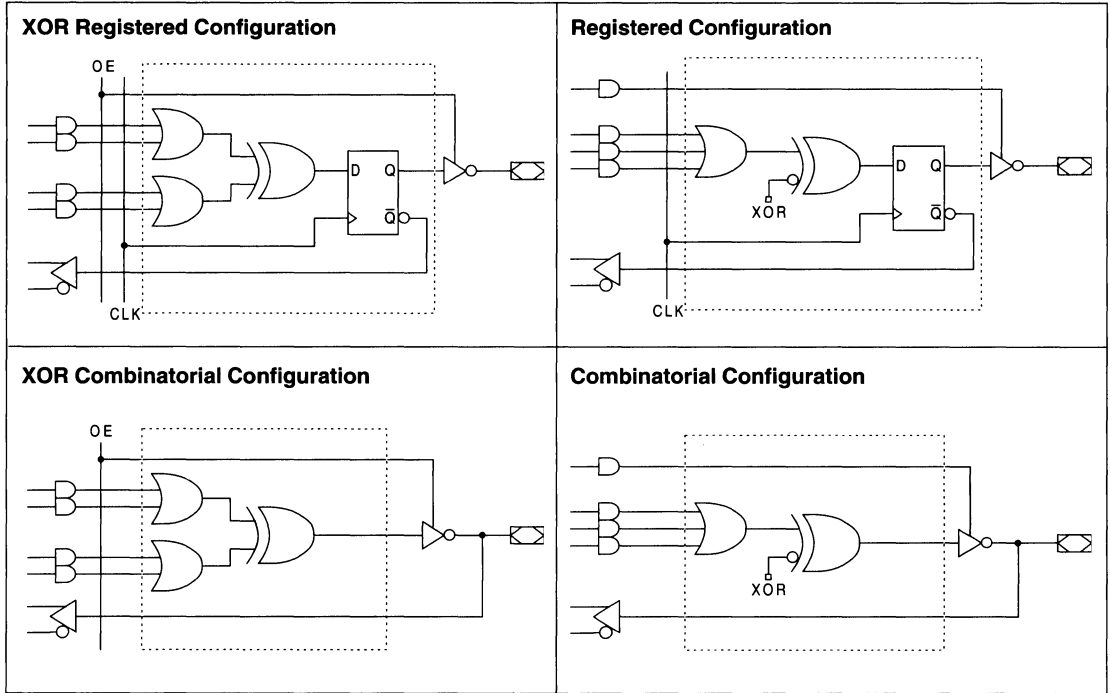 XOR Registered Configuration
OE
D Q
Q̅
CLK
Registered Configuration
D Q
XOR
Q̅
CLK
XOR Combinatorial Configuration
OE
Combinatorial Configuration
XOR